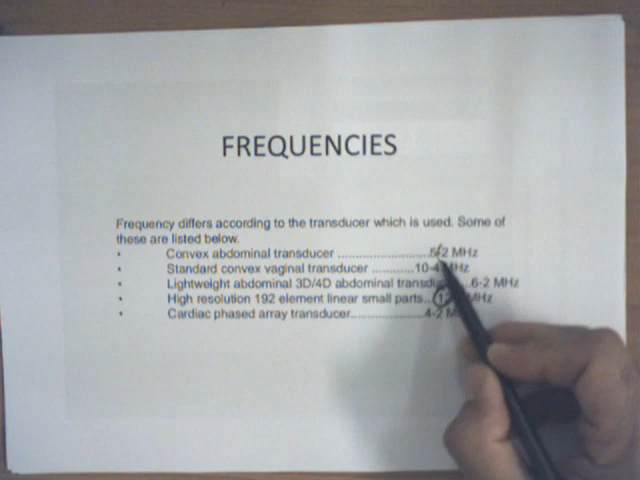 FREQUENCIES
Frequency differs according to the transducer which is used. Some of
these are listed below.
• Convex abdominal transducer ..........................5-2 MHz
• Standard convex vaginal transducer ............10-4 MHz
• Lightweight abdominal 3D/4D abdominal ...6-2 MHz
• High resolution 192 element linear small parts... MHz
• Cardiac phased array transducer....................4-2